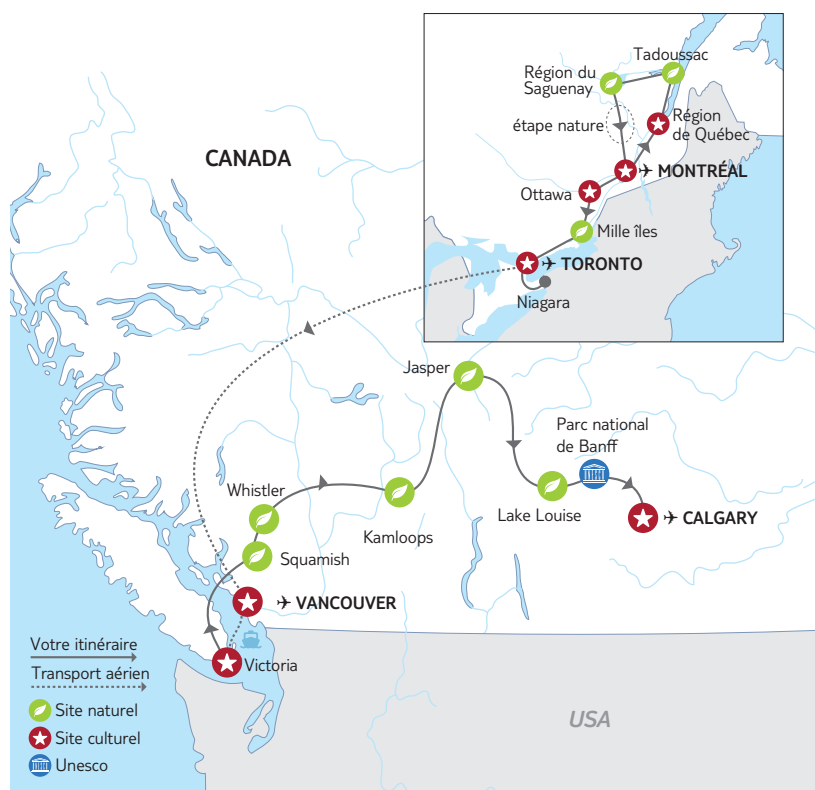 Tadoussac
Région du
Saguenay
étape nature
Région
de Québec
MONTRÉAL
Ottawa
Mille îles
TORONTO
Niagara
CANADA
Jasper
Parc national
de Banff
Whistler
Lake Louise
CALGARY
Kamloops
Squamish
VANCOUVER
Victoria
Votre itinéraire
Transport aérien
Site naturel
Site culturel
Unesco
USA